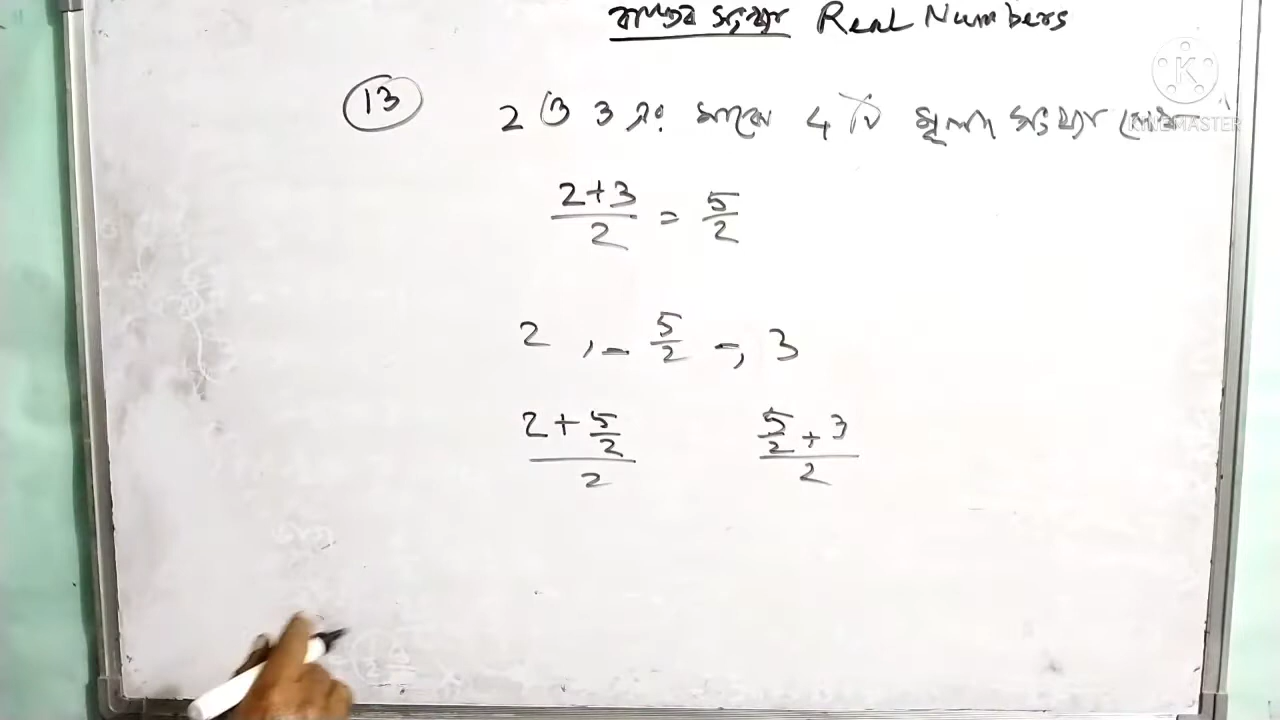 বাস্তব সংখ্যা Real Numbers
K
KINEMASTER
13 2 ও 3 এর মাঝে 4 টি মূলদ সংখ্যা
(2+3)/2 = 5/2
2 , _ 5/2 -, 3
(2 + 5/2)/2 (5/2 + 3)/2